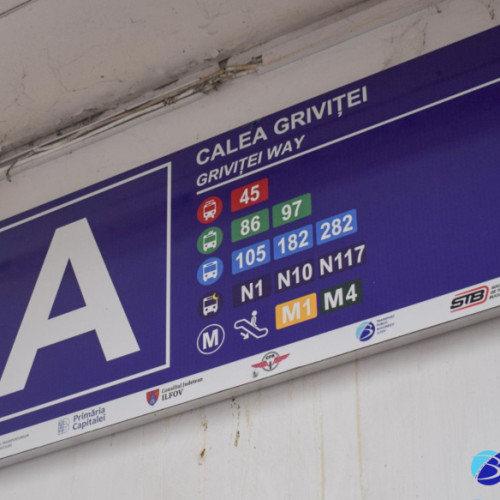 A
CALEA GRIVIȚEI
GRIVIȚEI WAY
45
86 97
105 182 282
N1 N10 N117
M M1 M4
Primăria
Capitalei
Consiliul Județean
ILFOV
STB